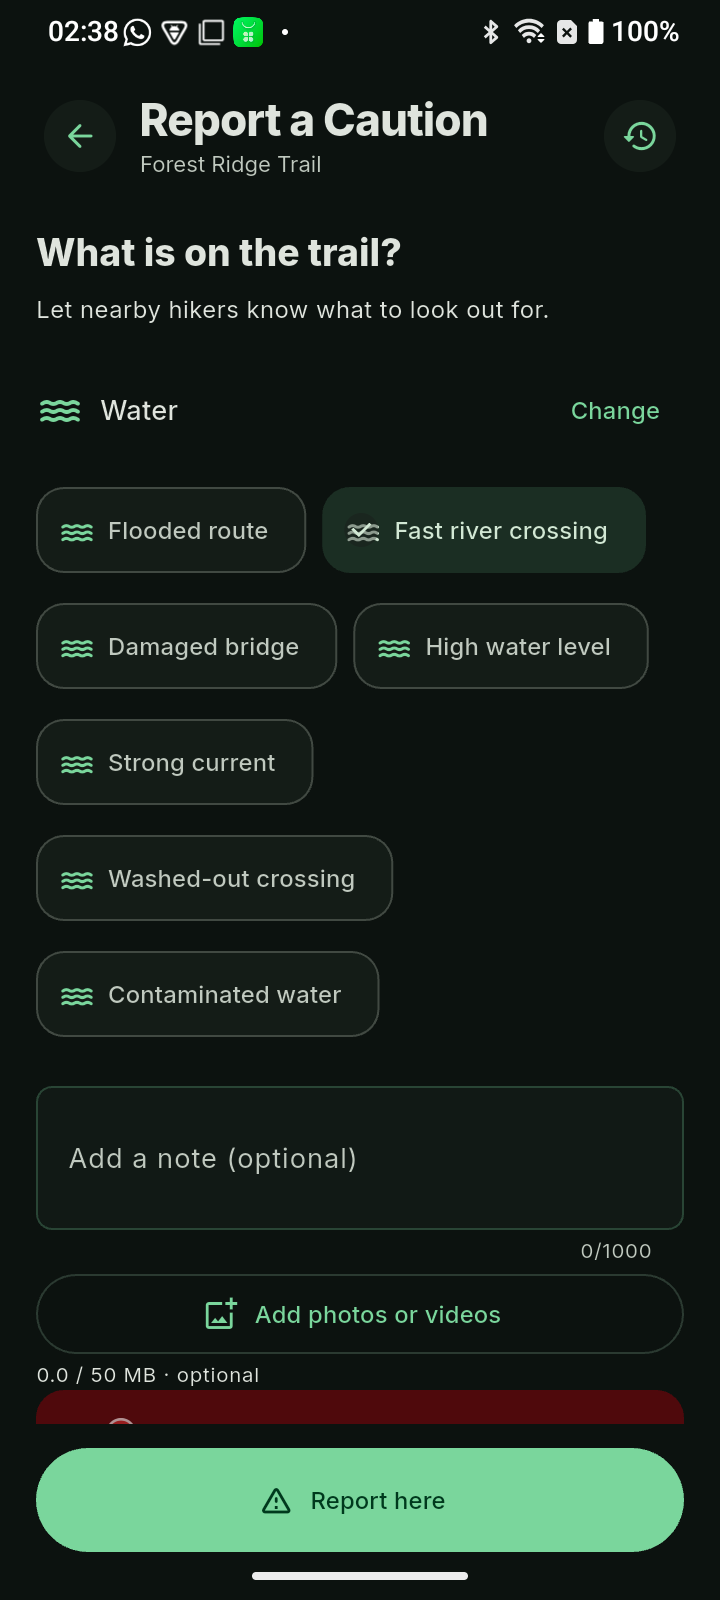 02:38
100%
Report a Caution
Forest Ridge Trail
What is on the trail?
Let nearby hikers know what to look out for.
Water
Change
Flooded route
Fast river crossing
Damaged bridge
High water level
Strong current
Washed-out crossing
Contaminated water
Add a note (optional)
0/1000
Add photos or videos
0.0 / 50 MB · optional
Report here